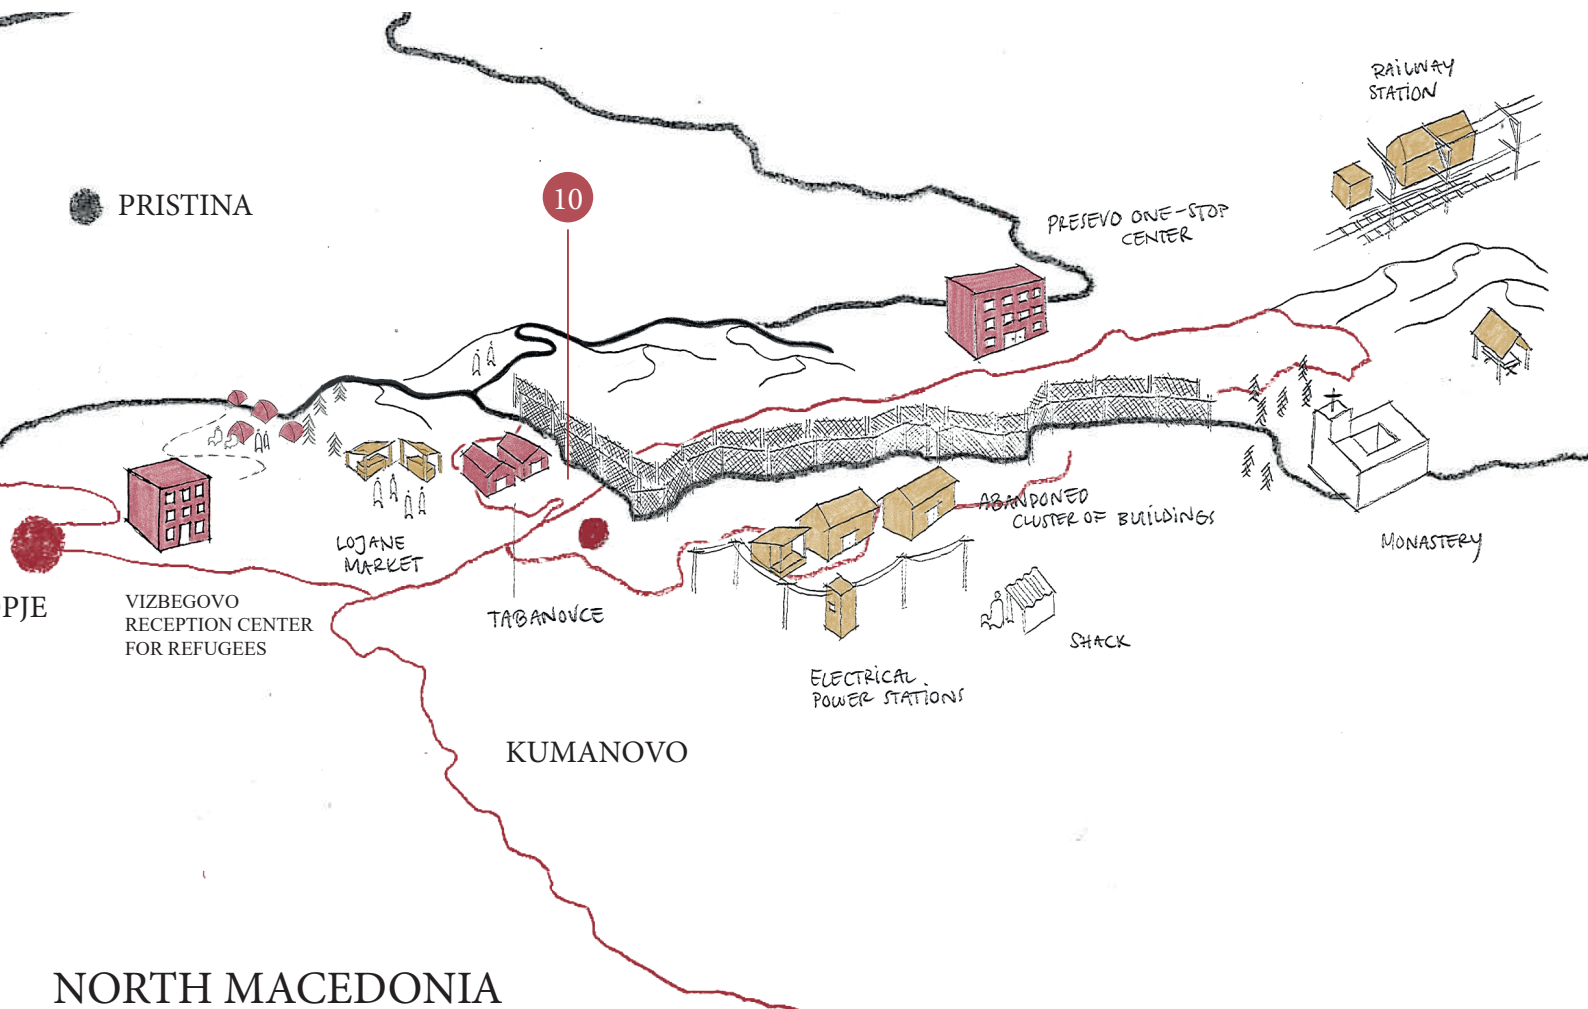 RAILWAY
STATION
PRISTINA
10
PRESEVO ONE-STOP
CENTER
ABANDONED
CLUSTER OF BUILDINGS
LOJANE
MARKET
MONASTERY
PJE
VIZBEGOVO
RECEPTION CENTER
FOR REFUGEES
TABANOVCE
SHACK
ELECTRICAL
POWER STATIONS
KUMANOVO
NORTH MACEDONIA